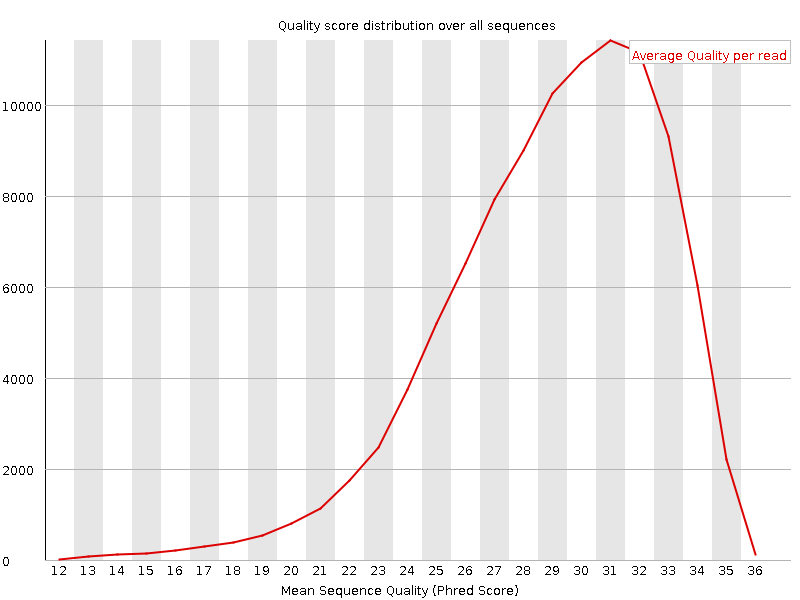 Quality score distribution over all sequences
Average Quality per read
10000
8000
6000
4000
2000
0
12 13 14 15 16 17 18 19 20 21 22 23 24 25 26 27 28 29 30 31 32 33 34 35 36
Mean Sequence Quality (Phred Score)